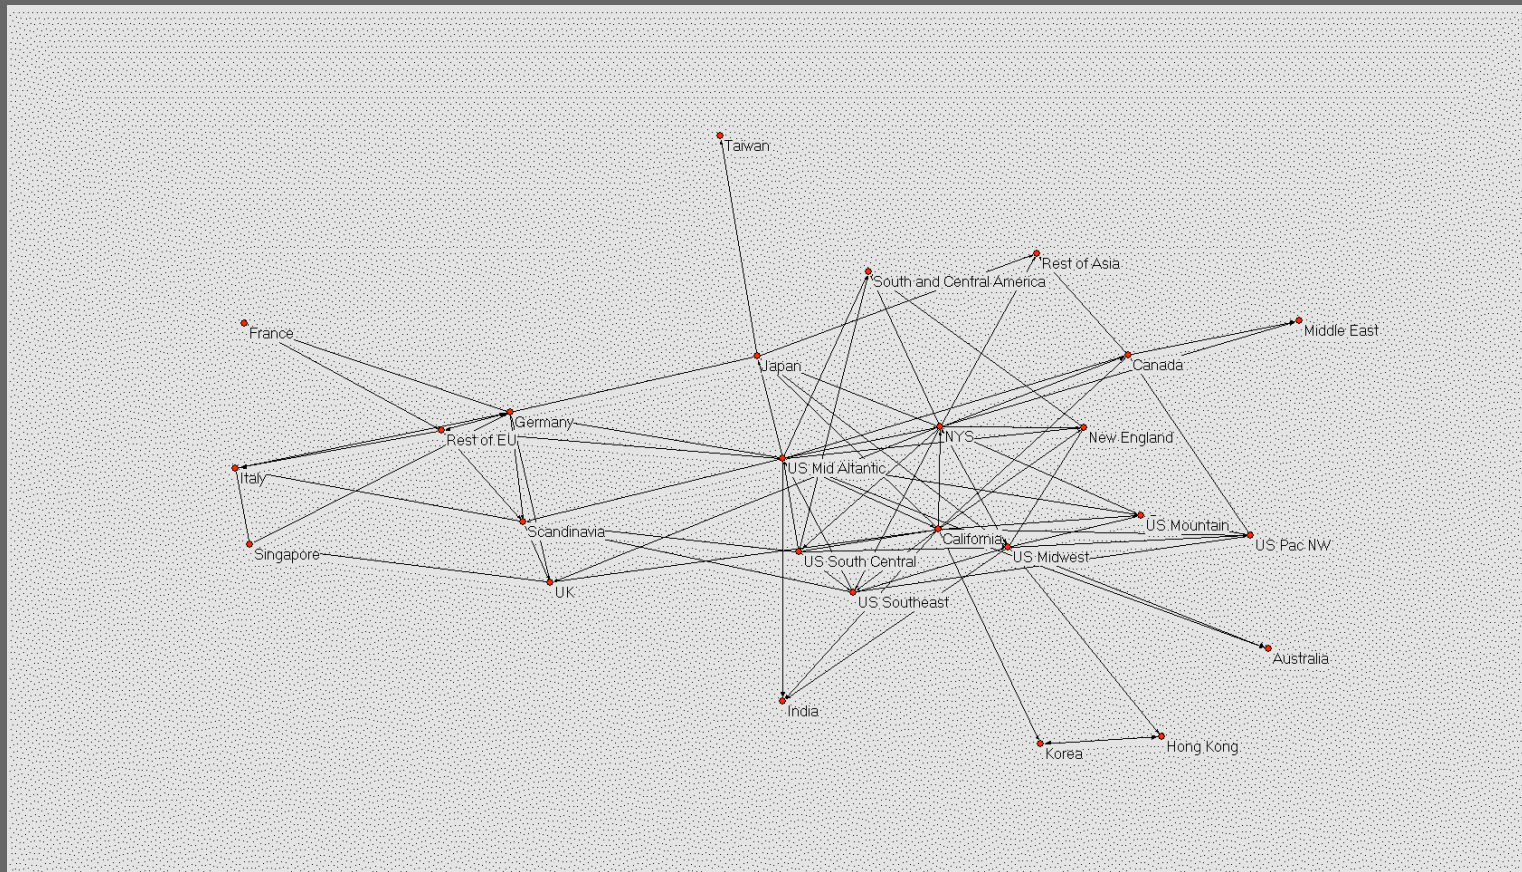 Taiwan
Rest of Asia
South and Central America
Middle East
France
Japan
Canada
Germany
Rest of EU
NYS
New England
US Mid Altantic
Italy
US Mountain
Scandinavia
California
US Pac NW
Singapore
US Midwest
US South Central
UK
US Southeast
Australia
India
Hong Kong
Korea